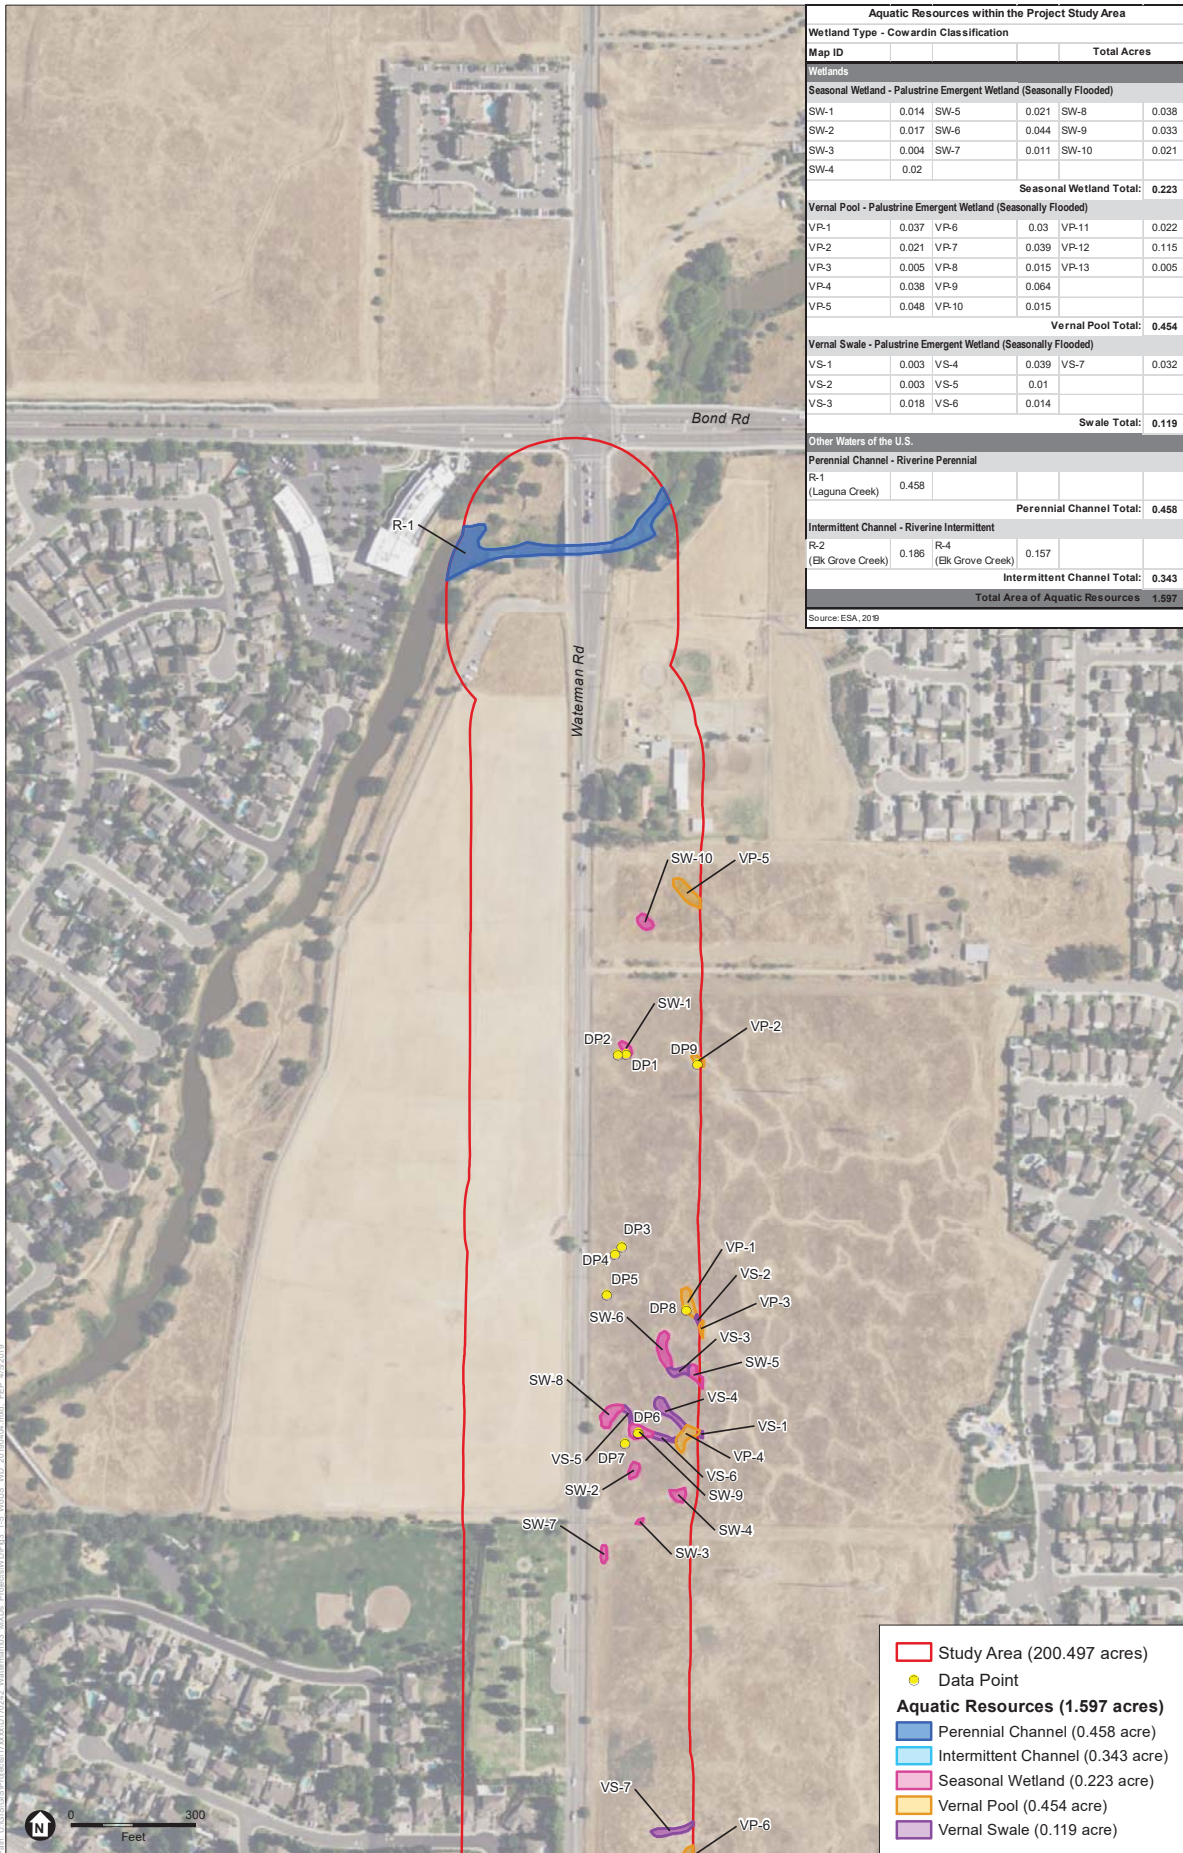 Aquatic Resources within the Project Study Area
Wetland Type - Cowardin Classification
Map ID Total Acres
Wetlands
Seasonal Wetland - Palustrine Emergent Wetland (Seasonally Flooded)
SW-1 0.014 SW-5 0.021 SW-8 0.038
SW-2 0.017 SW-6 0.044 SW-9 0.033
SW-3 0.004 SW-7 0.011 SW-10 0.021
SW-4 0.02
Seasonal Wetland Total: 0.223
Vernal Pool - Palustrine Emergent Wetland (Seasonally Flooded)
VP-1 0.037 VP-6 0.03 VP-11 0.022
VP-2 0.021 VP-7 0.039 VP-12 0.115
VP-3 0.005 VP-8 0.015 VP-13 0.005
VP-4 0.038 VP-9 0.064
VP-5 0.048 VP-10 0.015
Vernal Pool Total: 0.454
Vernal Swale - Palustrine Emergent Wetland (Seasonally Flooded)
VS-1 0.003 VS-4 0.039 VS-7 0.032
VS-2 0.003 VS-5 0.01
VS-3 0.018 VS-6 0.014
Swale Total: 0.119
Other Waters of the U.S.
Perennial Channel - Riverine Perennial
R-1
(Laguna Creek) 0.458
Perennial Channel Total: 0.458
Intermittent Channel - Riverine Intermittent
R-2 R-4
(Elk Grove Creek) 0.186 (Elk Grove Creek) 0.157
Intermittent Channel Total: 0.343
Total Area of Aquatic Resources 1.597
Source: ESA, 2019
Bond Rd
R-1
Waterman Rd
SW-10
VP-5
SW-1
VP-2
DP2
DP9
DP1
DP3
VP-1
DP4
VS-2
DP5
VP-3
DP8
SW-6
VS-3
SW-5
SW-8
VS-4
DP6
VS-1
DP7
VP-4
VS-5
VS-6
SW-2
SW-9
SW-7
SW-4
SW-3
VS-7
VP-6
N
0 300
Feet
Study Area (200.497 acres)
Data Point
Aquatic Resources (1.597 acres)
Perennial Channel (0.458 acre)
Intermittent Channel (0.343 acre)
Seasonal Wetland (0.223 acre)
Vernal Pool (0.454 acre)
Vernal Swale (0.119 acre)